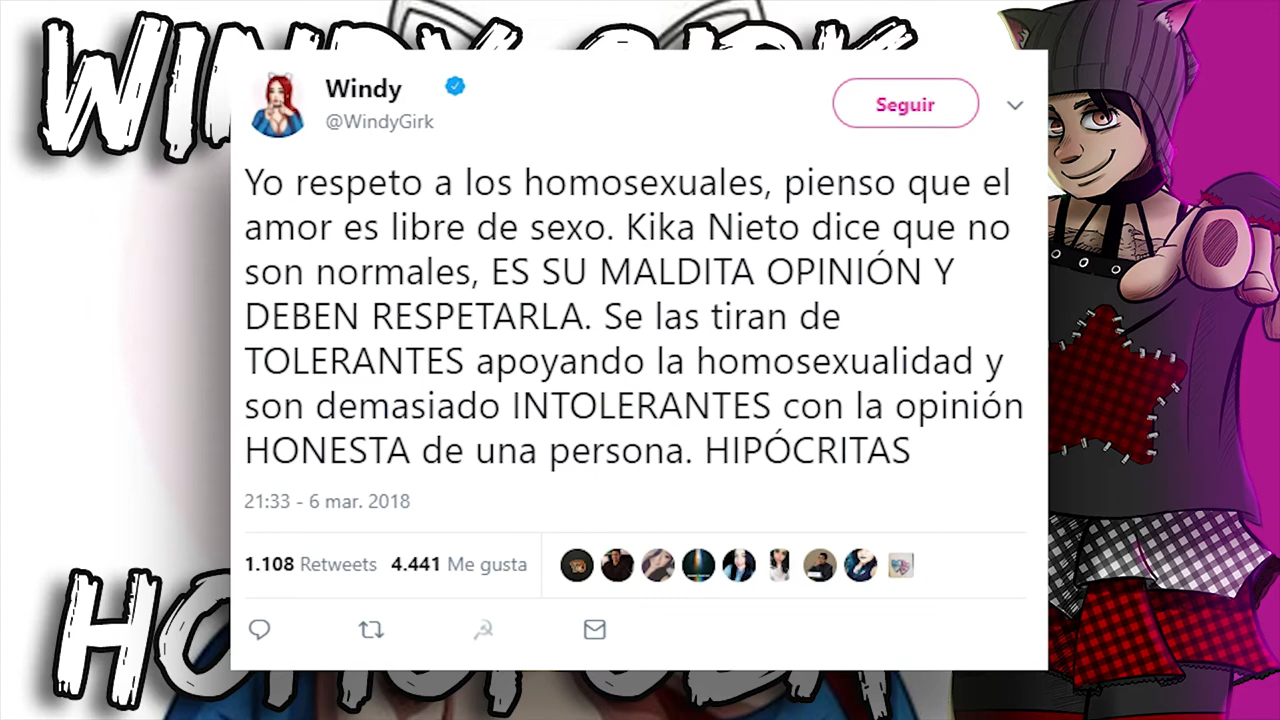 WINDY GIRK
Windy
@WindyGirk
Seguir
Yo respeto a los homosexuales, pienso que el
amor es libre de sexo. Kika Nieto dice que no
son normales, ES SU MALDITA OPINIÓN Y
DEBEN RESPETARLA. Se las tiran de
TOLERANTES apoyando la homosexualidad y
son demasiado INTOLERANTES con la opinión
HONESTA de una persona. HIPÓCRITAS
21:33 - 6 mar. 2018
1.108 Retweets 4.441 Me gusta